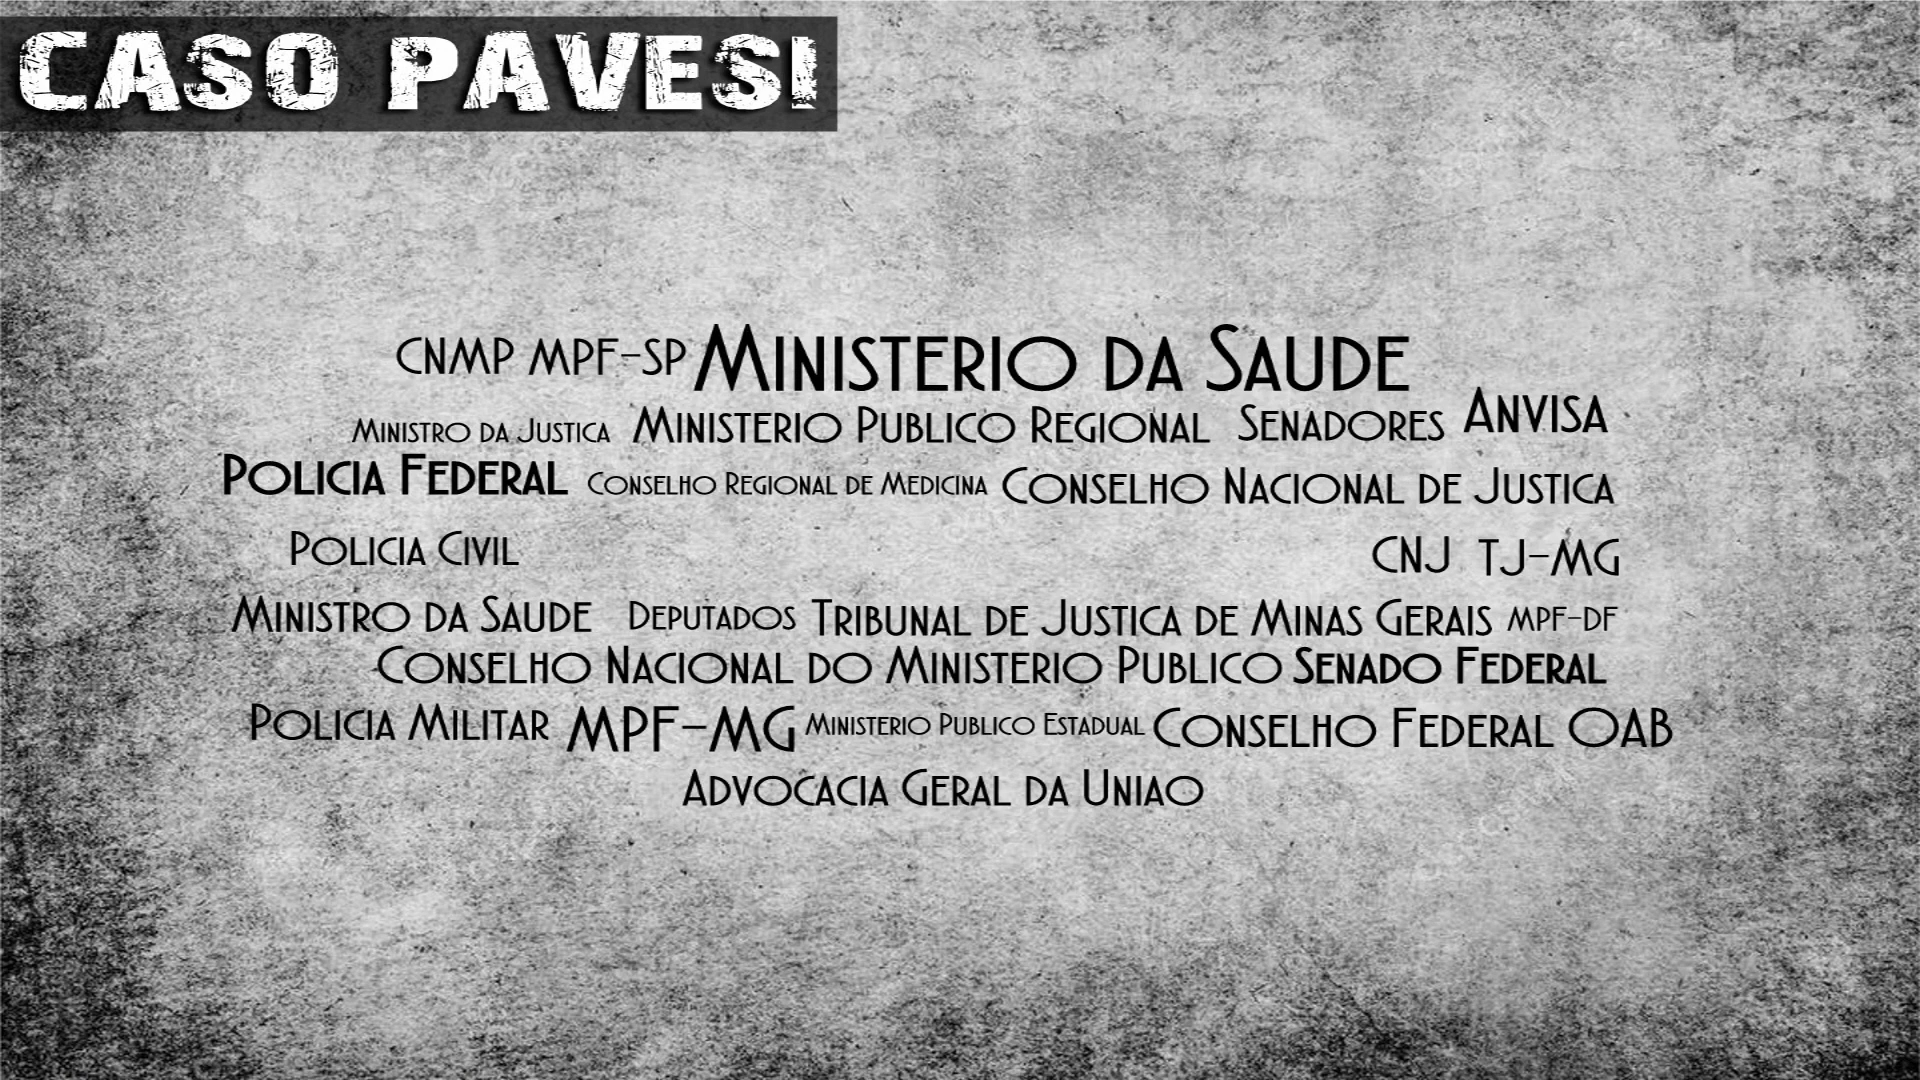 CASO PAVESI
CNMP MPF-SP MINISTERIO DA SAUDE
MINISTRO DA JUSTICA MINISTERIO PUBLICO REGIONAL SENADORES ANVISA
POLICIA FEDERAL CONSELHO REGIONAL DE MEDICINA CONSELHO NACIONAL DE JUSTICA
POLICIA CIVIL CNJ TJ-MG
MINISTRO DA SAUDE DEPUTADOS TRIBUNAL DE JUSTICA DE MINAS GERAIS MPF-DF
CONSELHO NACIONAL DO MINISTERIO PUBLICO SENADO FEDERAL
POLICIA MILITAR MPF-MG MINISTERIO PUBLICO ESTADUAL CONSELHO FEDERAL OAB
ADVOCACIA GERAL DA UNIAO